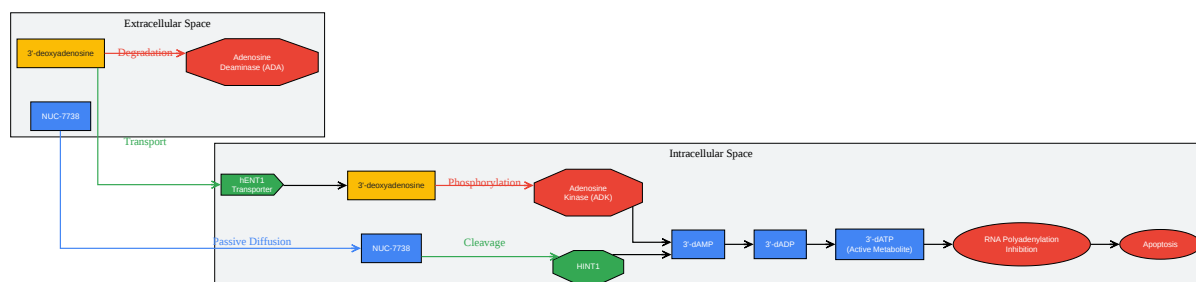 Extracellular Space
3'-deoxyadenosine
Degradation
Adenosine
Deaminase (ADA)
NUC-7738
Transport
Intracellular Space
hENT1
Transporter
3'-deoxyadenosine
Phosphorylation
Adenosine
Kinase (ADK)
Passive Diffusion
NUC-7738
Cleavage
HINT1
3'-dAMP
3'-dADP
3'-dATP
(Active Metabolite)
RNA Polyadenylation
Inhibition
Apoptosis